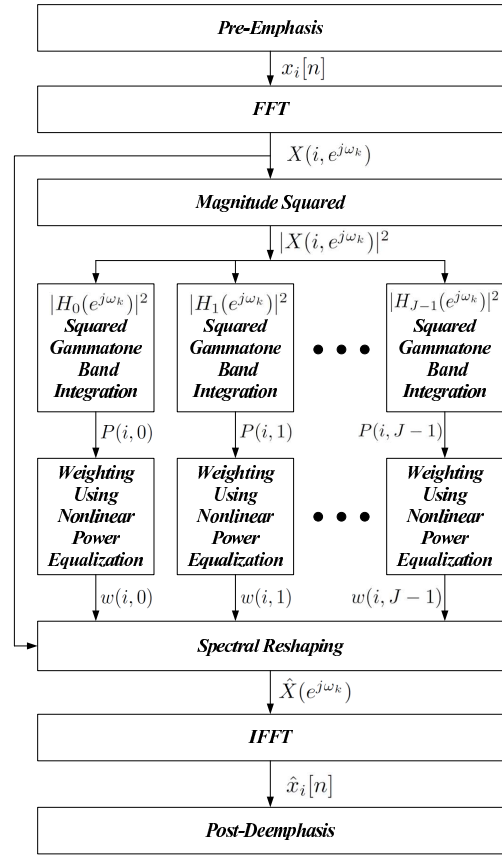 Pre-Emphasis
x_i[n]
FFT
X(i, e^{jω_k})
Magnitude Squared
|X(i, e^{jω_k})|^2
|H_0(e^{jω_k})|^2
Squared
Gammatone
Band
Integration
|H_1(e^{jω_k})|^2
Squared
Gammatone
Band
Integration
|H_{J-1}(e^{jω_k})|^2
Squared
Gammatone
Band
Integration
P(i, 0)
P(i, 1)
P(i, J − 1)
Weighting
Using
Nonlinear
Power
Equalization
Weighting
Using
Nonlinear
Power
Equalization
Weighting
Using
Nonlinear
Power
Equalization
w(i, 0)
w(i, 1)
w(i, J − 1)
Spectral Reshaping
X̂(e^{jω_k})
IFFT
x̂_i[n]
Post-Deemphasis